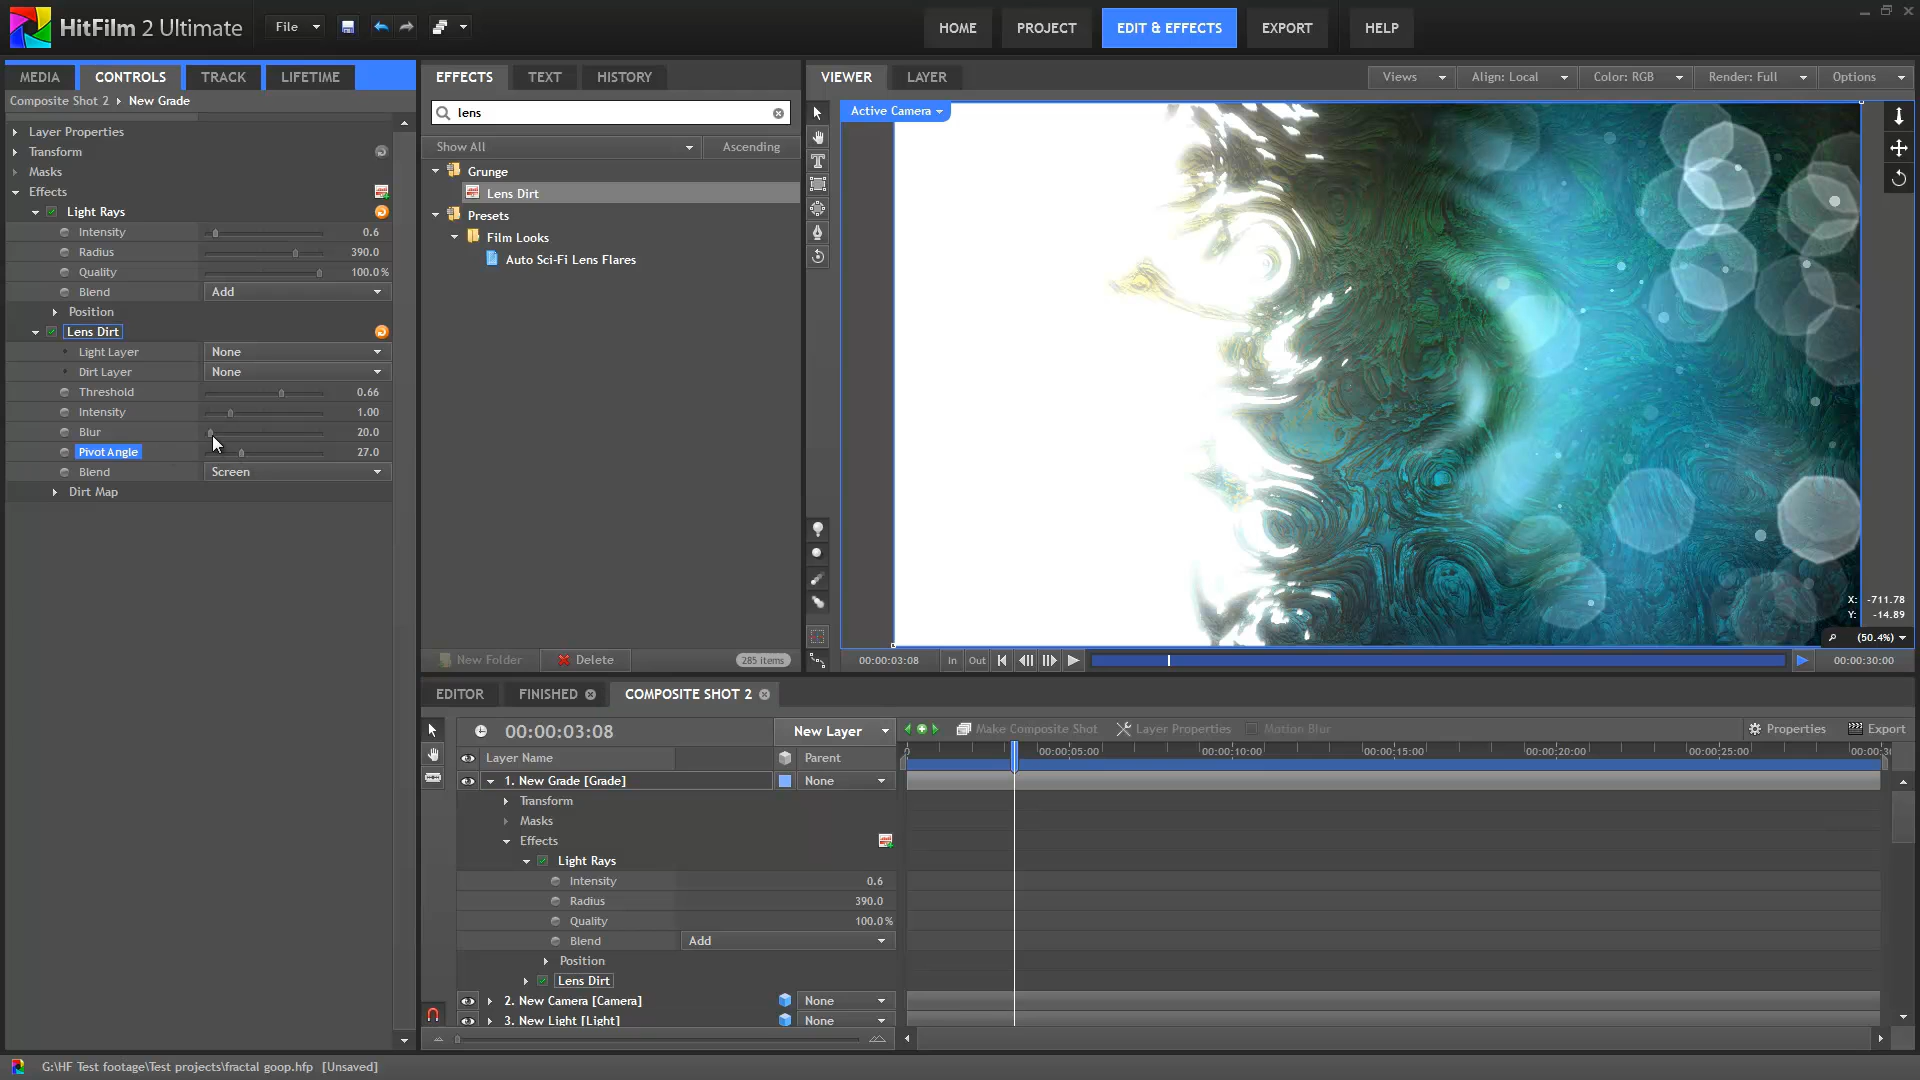 HitFilm 2 Ultimate
File
HOME
PROJECT
EDIT & EFFECTS
EXPORT
HELP
MEDIA
CONTROLS
TRACK
LIFETIME
Composite Shot 2
New Grade
Layer Properties
Transform
Masks
Effects
Light Rays
Intensity 0.6
Radius 390.0
Quality 100.0%
Blend Add
Position
Lens Dirt
Light Layer None
Dirt Layer None
Threshold 0.66
Intensity 1.00
Blur 20.0
Pivot Angle 27.0
Blend Screen
Dirt Map
EFFECTS
TEXT
HISTORY
lens
Show All
Ascending
Grunge
Lens Dirt
Presets
Film Looks
Auto Sci-Fi Lens Flares
New Folder
Delete
285 items
VIEWER
LAYER
Views
Align: Local
Color: RGB
Render: Full
Options
Active Camera
X: -711.78
Y: -14.89
(50.4%)
00:00:03:08
In
Out
00:00:30:00
EDITOR
FINISHED
COMPOSITE SHOT 2
00:00:03:08
New Layer
Make Composite Shot
Layer Properties
Motion Blur
Properties
Export
Layer Name
Parent
0
00:00:05:00
00:00:10:00
00:00:15:00
00:00:20:00
00:00:25:00
1. New Grade [Grade] None
Transform
Masks
Effects
Light Rays
Intensity 0.6
Radius 390.0
Quality 100.0%
Blend Add
Position
Lens Dirt
2. New Camera [Camera] None
3. New Light [Light] None
G:\HF Test footage\Test projects\fractal goop.hfp [Unsaved]